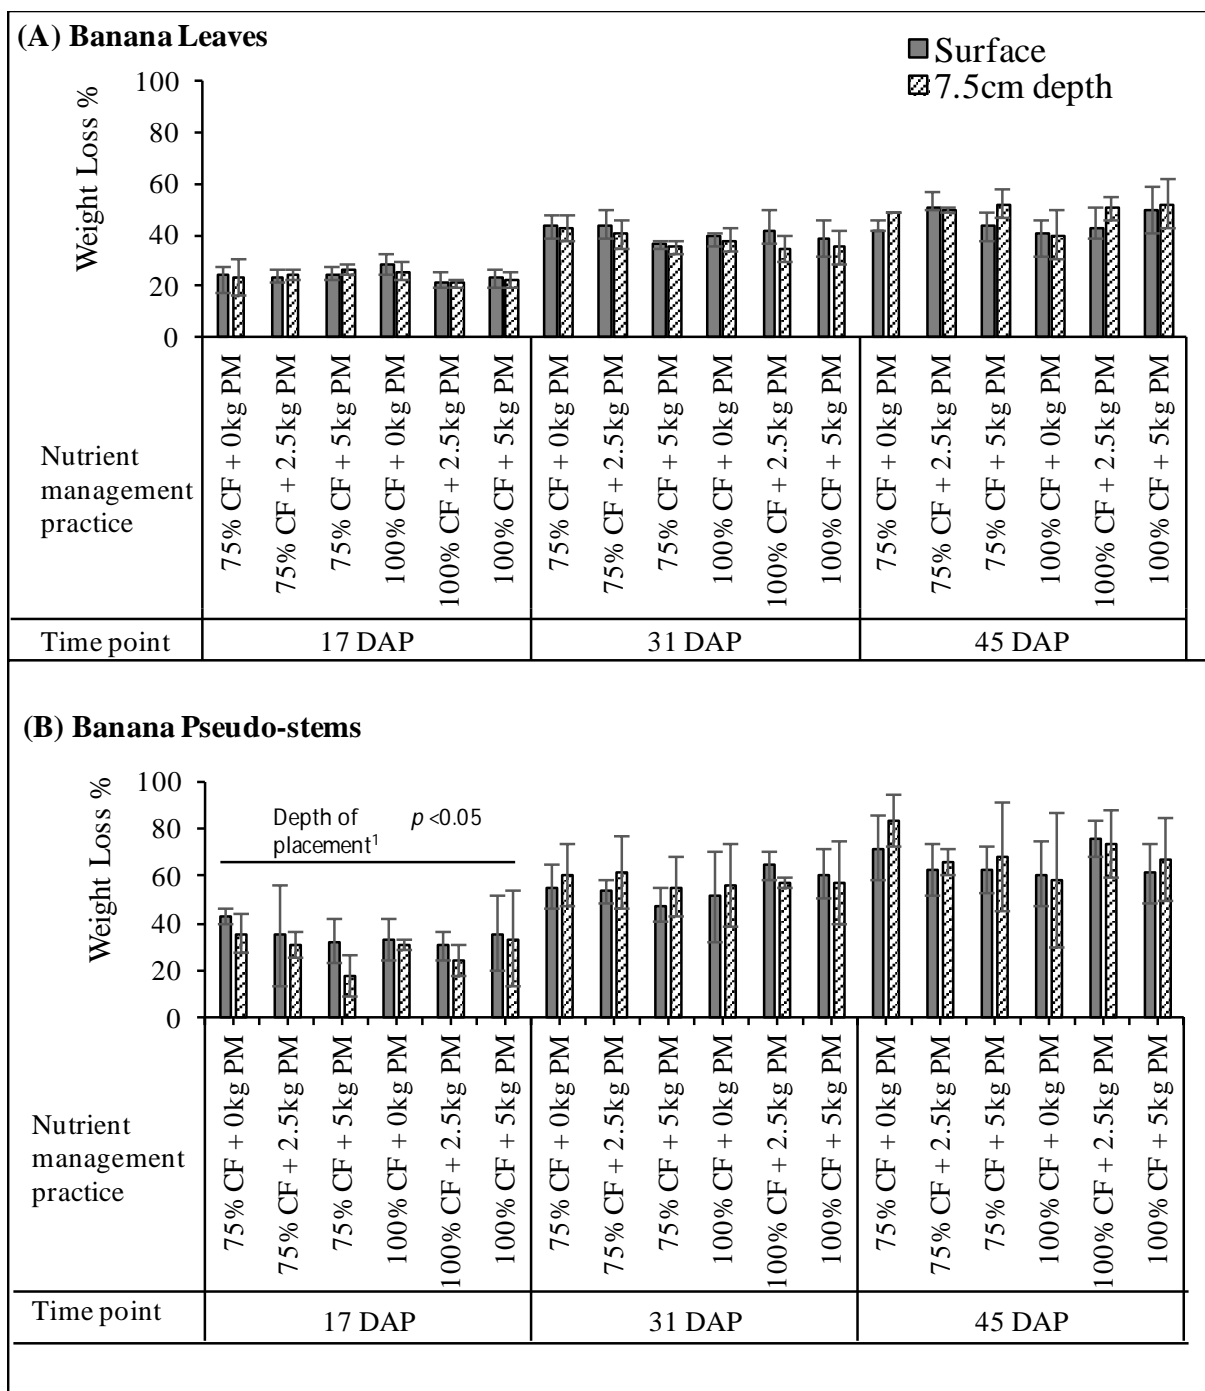 (A) Banana Leaves
Surface
7.5cm depth
Weight Loss %
100
80
60
40
20
0
Nutrient
management
practice
75% CF + 0kg PM
75% CF + 2.5kg PM
75% CF + 5kg PM
100% CF + 0kg PM
100% CF + 2.5kg PM
100% CF + 5kg PM
75% CF + 0kg PM
75% CF + 2.5kg PM
75% CF + 5kg PM
100% CF + 0kg PM
100% CF + 2.5kg PM
100% CF + 5kg PM
75% CF + 0kg PM
75% CF + 2.5kg PM
75% CF + 5kg PM
100% CF + 0kg PM
100% CF + 2.5kg PM
100% CF + 5kg PM
Time point
17 DAP
31 DAP
45 DAP
(B) Banana Pseudo-stems
Weight Loss %
100
80
60
40
20
0
Depth of
placement¹
p <0.05
Nutrient
management
practice
75% CF + 0kg PM
75% CF + 2.5kg PM
75% CF + 5kg PM
100% CF + 0kg PM
100% CF + 2.5kg PM
100% CF + 5kg PM
75% CF + 0kg PM
75% CF + 2.5kg PM
75% CF + 5kg PM
100% CF + 0kg PM
100% CF + 2.5kg PM
100% CF + 5kg PM
75% CF + 0kg PM
75% CF + 2.5kg PM
75% CF + 5kg PM
100% CF + 0kg PM
100% CF + 2.5kg PM
100% CF + 5kg PM
Time point
17 DAP
31 DAP
45 DAP